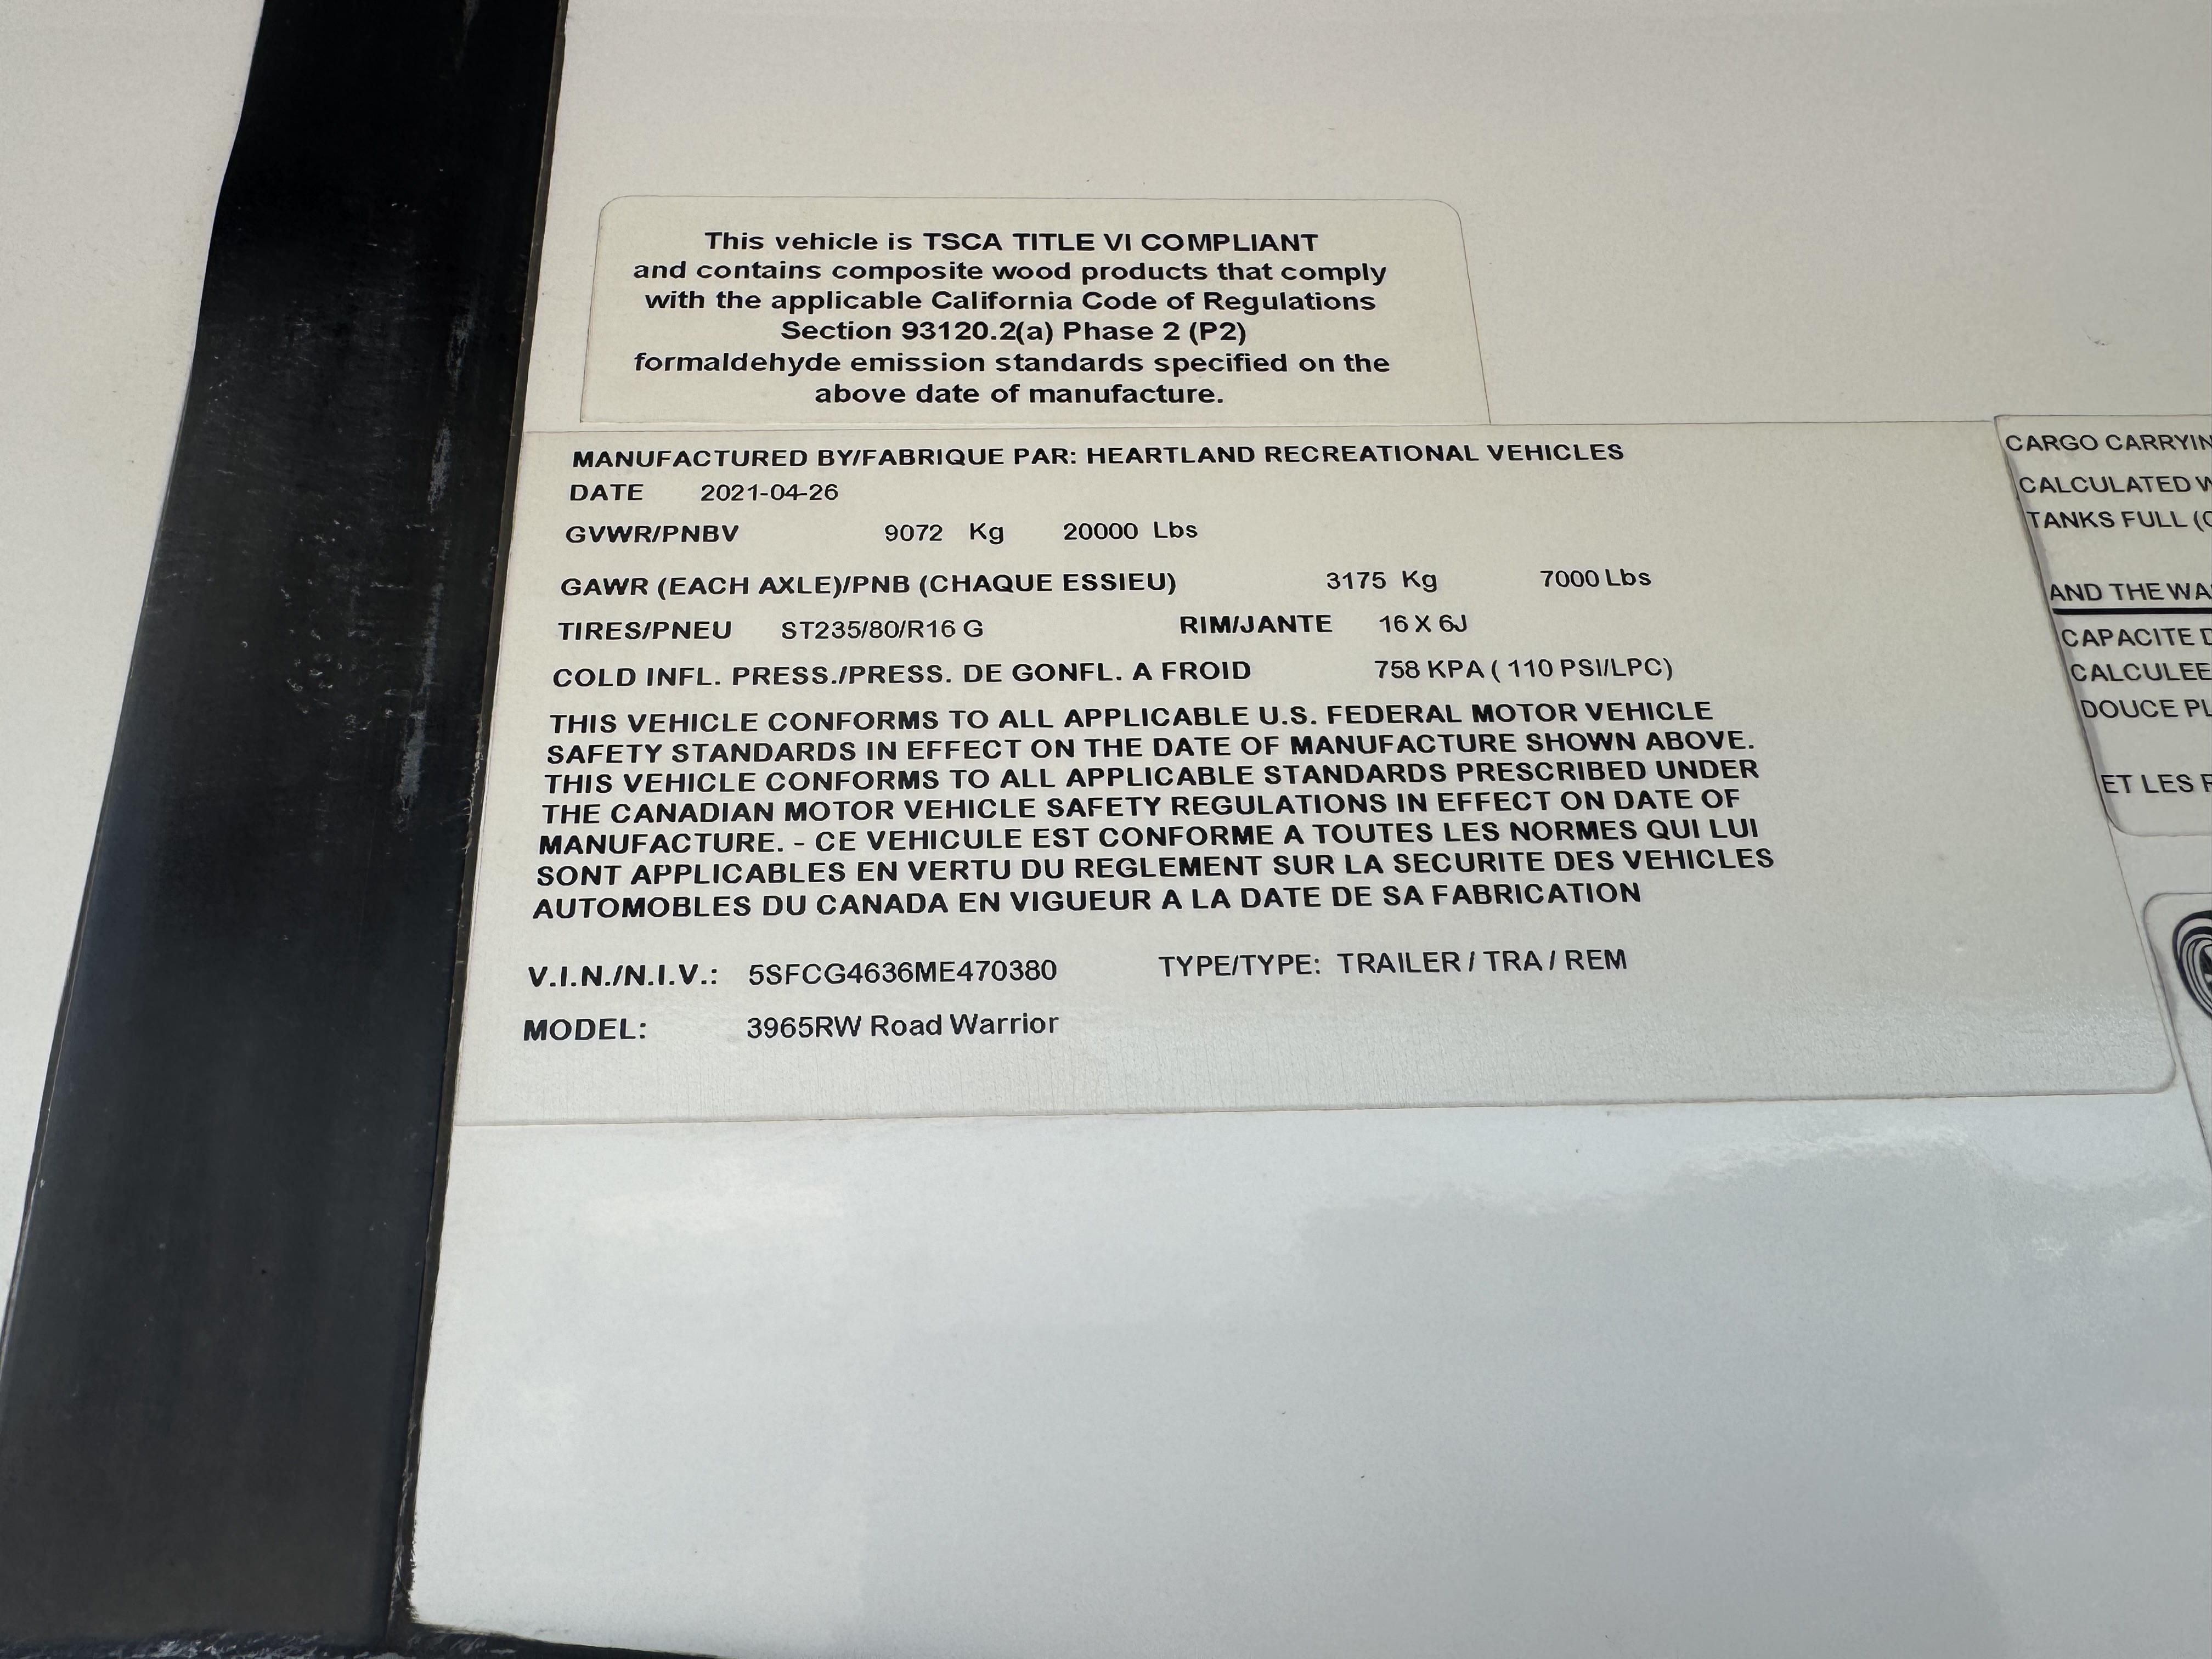 This vehicle is TSCA TITLE VI COMPLIANT
and contains composite wood products that comply
with the applicable California Code of Regulations
Section 93120.2(a) Phase 2 (P2)
formaldehyde emission standards specified on the
above date of manufacture.
MANUFACTURED BY/FABRIQUE PAR: HEARTLAND RECREATIONAL VEHICLES
DATE 2021-04-26
GVWR/PNBV 9072 Kg 20000 Lbs
GAWR (EACH AXLE)/PNB (CHAQUE ESSIEU) 3175 Kg 7000 Lbs
TIRES/PNEU ST235/80/R16 G RIM/JANTE 16 X 6J
COLD INFL. PRESS./PRESS. DE GONFL. A FROID 758 KPA ( 110 PSI/LPC)
THIS VEHICLE CONFORMS TO ALL APPLICABLE U.S. FEDERAL MOTOR VEHICLE
SAFETY STANDARDS IN EFFECT ON THE DATE OF MANUFACTURE SHOWN ABOVE.
THIS VEHICLE CONFORMS TO ALL APPLICABLE STANDARDS PRESCRIBED UNDER
THE CANADIAN MOTOR VEHICLE SAFETY REGULATIONS IN EFFECT ON DATE OF
MANUFACTURE. - CE VEHICULE EST CONFORME A TOUTES LES NORMES QUI LUI
SONT APPLICABLES EN VERTU DU REGLEMENT SUR LA SECURITE DES VEHICLES
AUTOMOBLES DU CANADA EN VIGUEUR A LA DATE DE SA FABRICATION
V.I.N./N.I.V.: 5SFCG4636ME470380 TYPE/TYPE: TRAILER / TRA / REM
MODEL: 3965RW Road Warrior
CARGO
CALCULATED
TANKS FULL
AND THE
CAPACITE
CALCULEE
DOUCE
ET LES